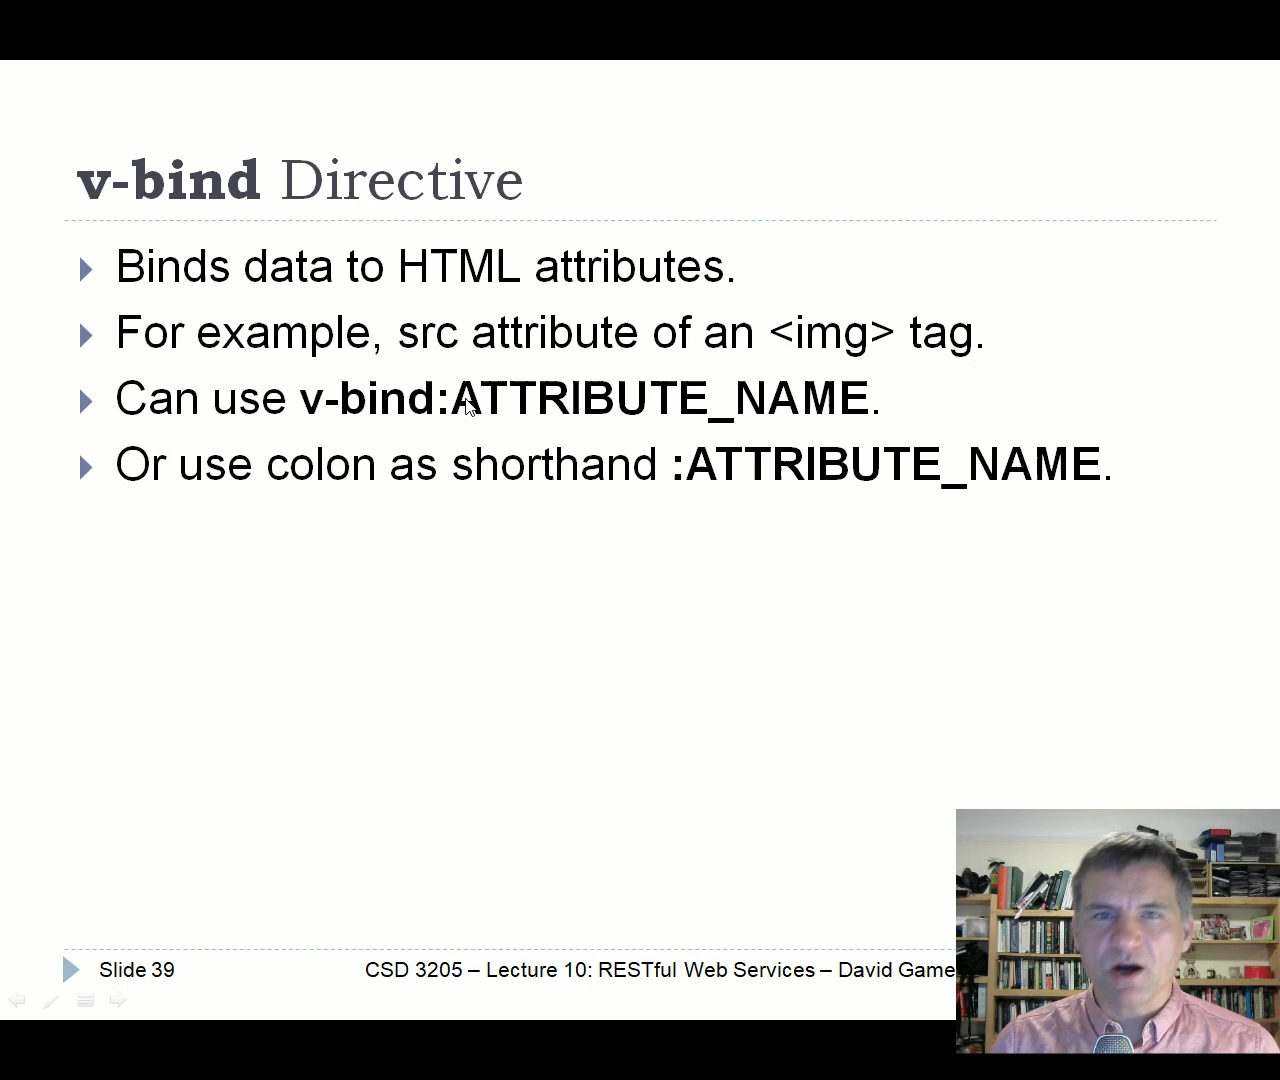 v-bind Directive
Binds data to HTML attributes.
For example, src attribute of an <img> tag.
Can use v-bind:ATTRIBUTE_NAME.
Or use colon as shorthand :ATTRIBUTE_NAME.
Slide 39
CSD 3205 – Lecture 10: RESTful Web Services – David Game